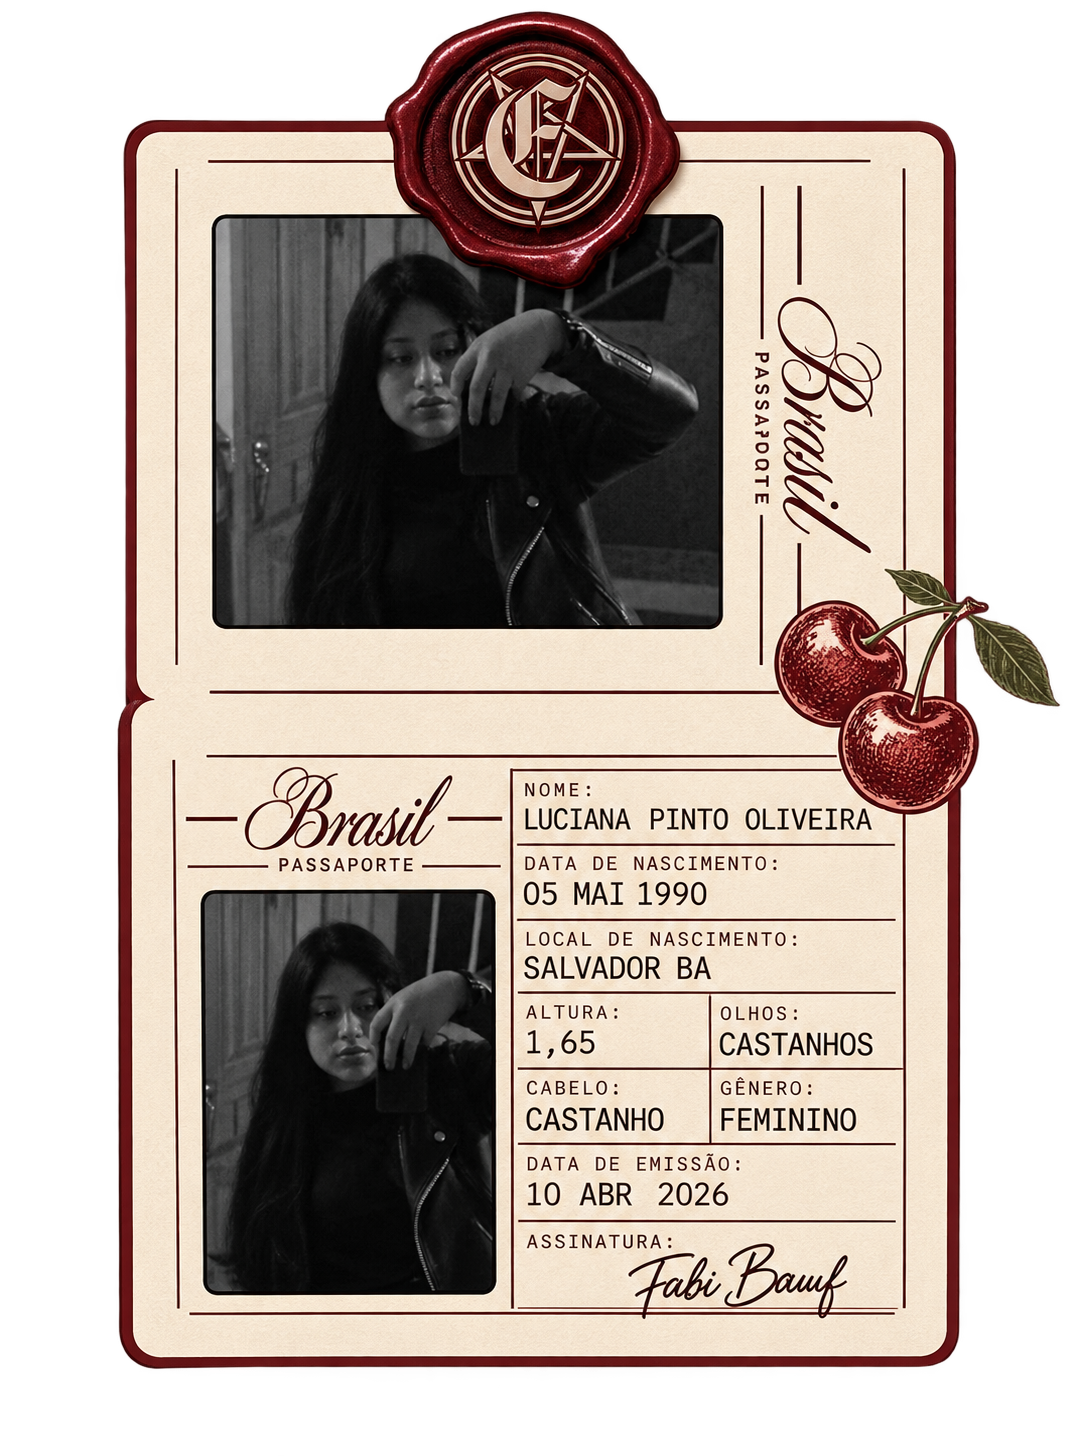 Brasil
PASSAPORTE
Brasil
PASSAPORTE
NOME:
LUCIANA PINTO OLIVEIRA
DATA DE NASCIMENTO:
05 MAI 1990
LOCAL DE NASCIMENTO:
SALVADOR BA
ALTURA:
1,65
OLHOS:
CASTANHOS
CABELO:
CASTANHO
GÊNERO:
FEMININO
DATA DE EMISSÃO:
10 ABR 2026
ASSINATURA:
Fabi